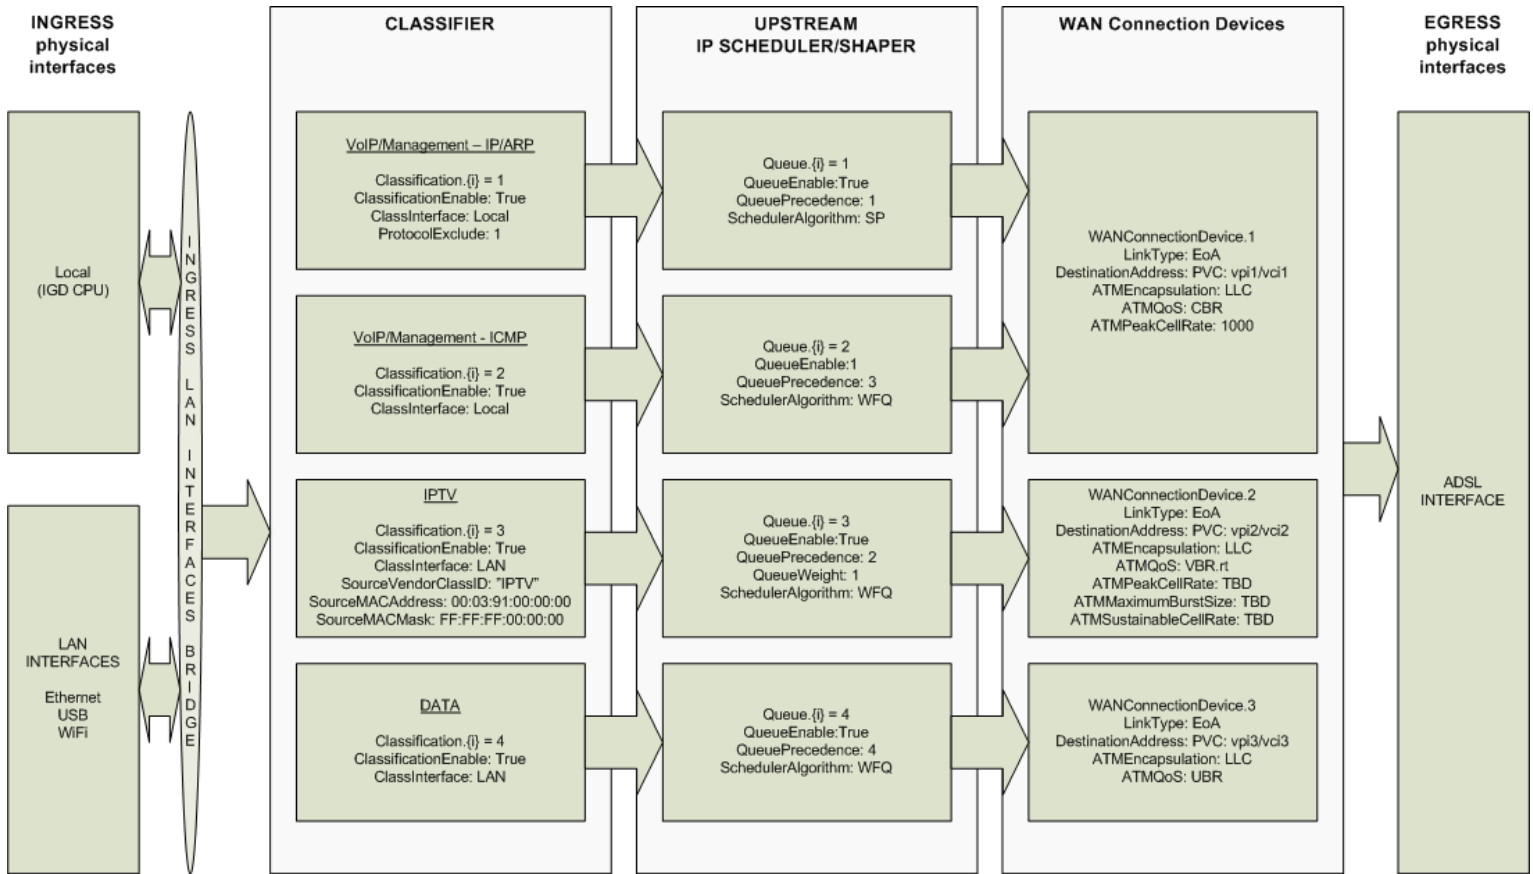 INGRESS
physical
interfaces
CLASSIFIER
UPSTREAM
IP SCHEDULER/SHAPER
WAN Connection Devices
EGRESS
physical
interfaces
Local
(IGD CPU)
LAN
INTERFACES
Ethernet
USB
WiFi
INGRESS LAN INTERFACES BRIDGE
VoIP/Management – IP/ARP
Classification.{i} = 1
ClassificationEnable: True
ClassInterface: Local
ProtocolExclude: 1
VoIP/Management - ICMP
Classification.{i} = 2
ClassificationEnable: True
ClassInterface: Local
IPTV
Classification.{i} = 3
ClassificationEnable: True
ClassInterface: LAN
SourceVendorClassID: "IPTV"
SourceMACAddress: 00:03:91:00:00:00
SourceMACMask: FF:FF:FF:00:00:00
DATA
Classification.{i} = 4
ClassificationEnable: True
ClassInterface: LAN
Queue.{i} = 1
QueueEnable:True
QueuePrecedence: 1
SchedulerAlgorithm: SP
Queue.{i} = 2
QueueEnable:1
QueuePrecedence: 3
SchedulerAlgorithm: WFQ
Queue.{i} = 3
QueueEnable:True
QueuePrecedence: 2
QueueWeight: 1
SchedulerAlgorithm: WFQ
Queue.{i} = 4
QueueEnable:True
QueuePrecedence: 4
SchedulerAlgorithm: WFQ
WANConnectionDevice.1
LinkType: EoA
DestinationAddress: PVC: vpi1/vci1
ATMEncapsulation: LLC
ATMQoS: CBR
ATMPeakCellRate: 1000
WANConnectionDevice.2
LinkType: EoA
DestinationAddress: PVC: vpi2/vci2
ATMEncapsulation: LLC
ATMQoS: VBR.rt
ATMPeakCellRate: TBD
ATMMaximumBurstSize: TBD
ATMSustainableCellRate: TBD
WANConnectionDevice.3
LinkType: EoA
DestinationAddress: PVC: vpi3/vci3
ATMEncapsulation: LLC
ATMQoS: UBR
ADSL
INTERFACE